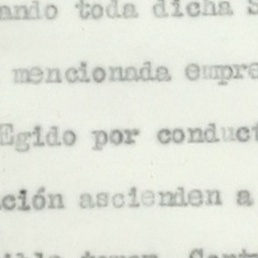 ando toda dicha S
mencionada empre
Egido por conduct
ción ascienden a